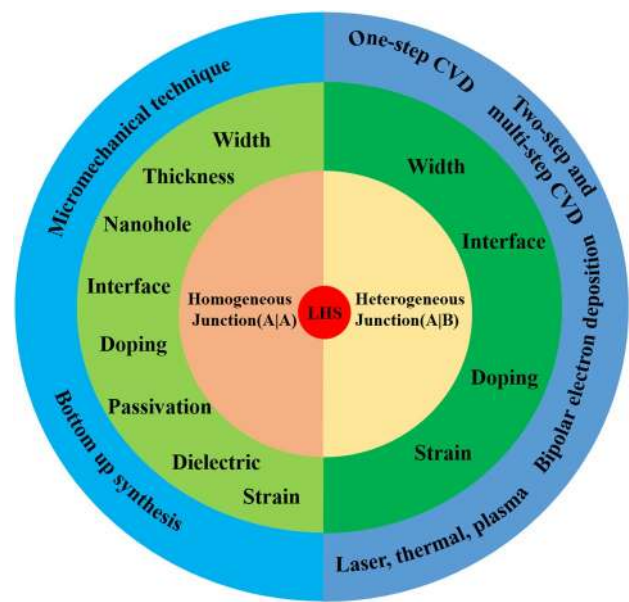 Micromechanical technique
Bottom up synthesis
Width
Thickness
Nanohole
Interface
Doping
Passivation
Dielectric
Strain
Homogeneous
Junction(A|A)
LHS
Heterogeneous
Junction(A|B)
Width
Interface
Doping
Strain
One-step CVD
Two-step and
multi-step CVD
Bipolar electron deposition
Laser, thermal, plasma